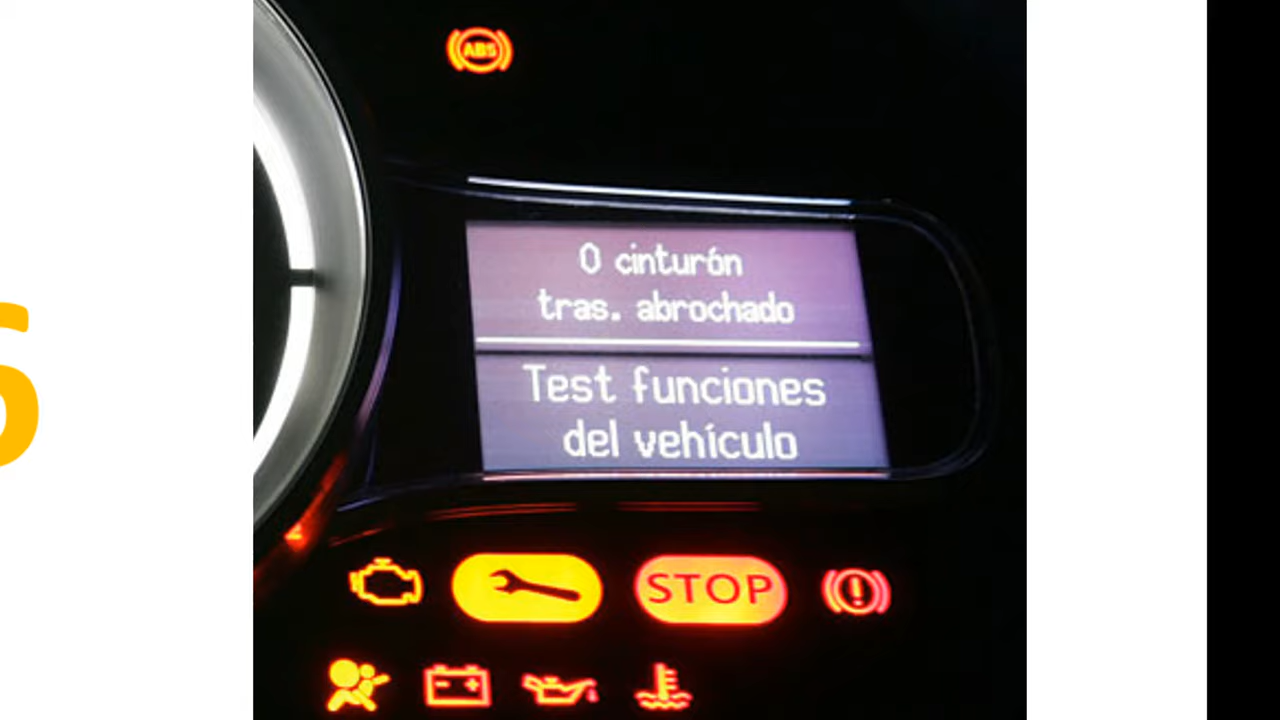 ABS
0 cinturón
tras. abrochado
Test funciones
del vehículo
STOP